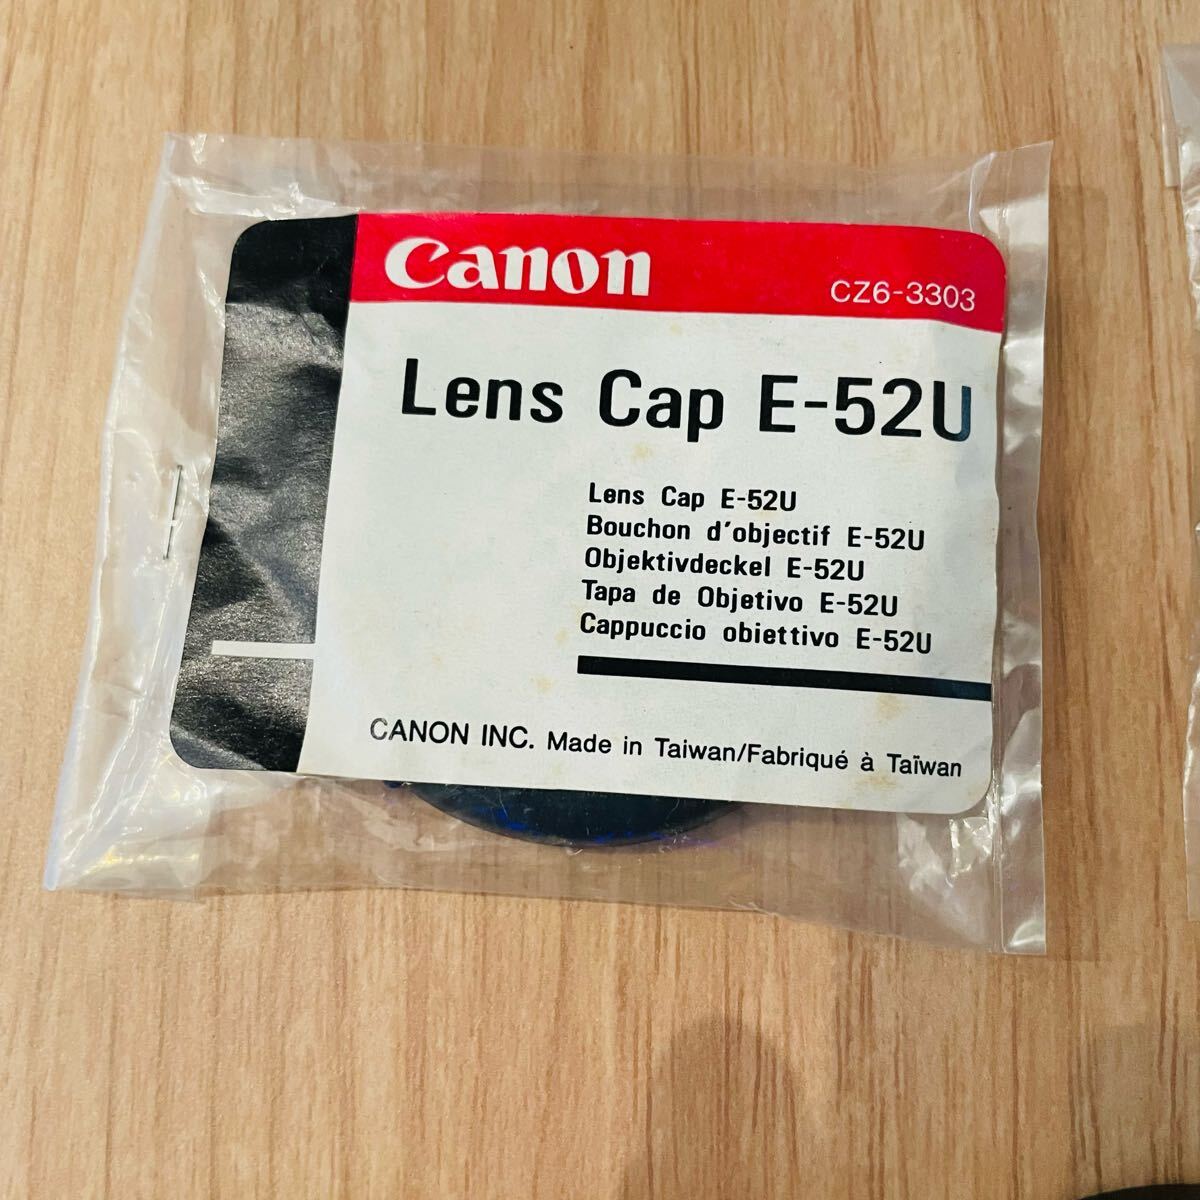 Canon
CZ6-3303
Lens Cap E-52U
Lens Cap E-52U
Bouchon d'objectif E-52U
Objektivdeckel E-52U
Tapa de Objetivo E-52U
Cappuccio obiettivo E-52U
CANON INC. Made in Taiwan/Fabriqué à Taïwan